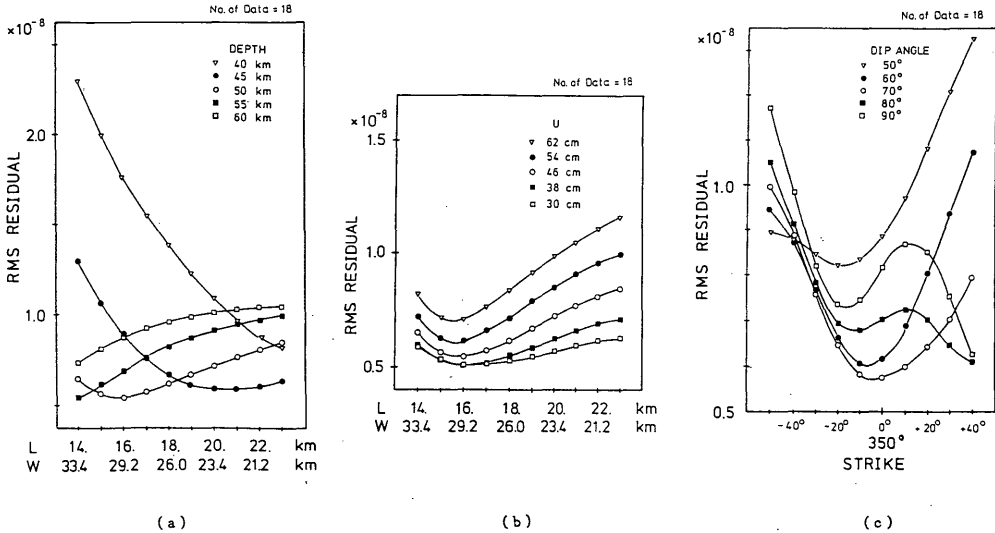 No. of Data = 18
×10⁻⁸
DEPTH
▽ 40 km
● 45 km
○ 50 km
■ 55 km
□ 60 km
2.0
1.0
RMS RESIDUAL
L 14. 16. 18. 20. 22. km
W 33.4 29.2 26.0 23.4 21.2 km
(a)
No. of Data = 18
×10⁻⁸
U
▽ 62 cm
● 54 cm
○ 46 cm
■ 38 cm
□ 30 cm
1.5
1.0
0.5
RMS RESIDUAL
L 14. 16. 18. 20. 22. km
W 33.4 29.2 26.0 23.4 21.2 km
(b)
No. of Data = 18
×10⁻⁸
DIP ANGLE
▽ 50°
● 60°
○ 70°
■ 80°
□ 90°
1.0
0.5
RMS RESIDUAL
-40° -20° 0° +20° +40°
350°
STRIKE
(c)